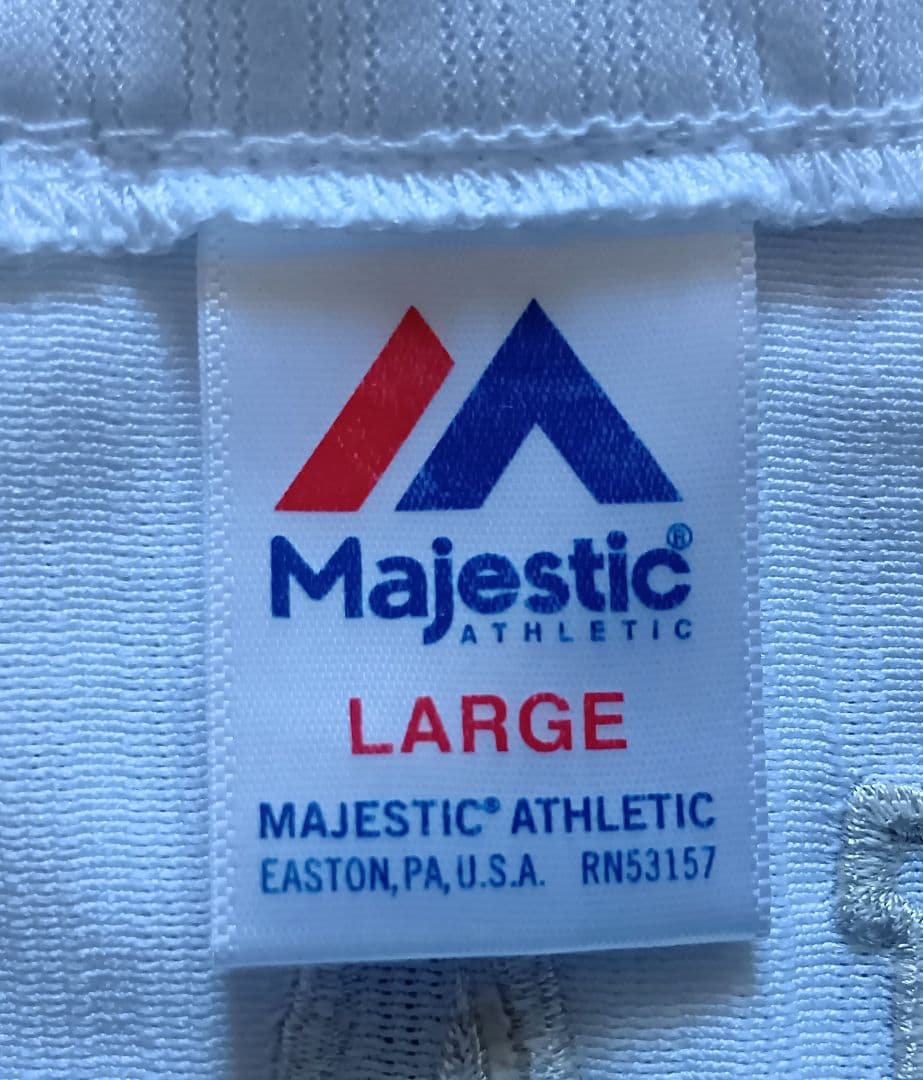 Majestic®
ATHLETIC
LARGE
MAJESTIC® ATHLETIC
EASTON, PA, U.S.A. RN53157